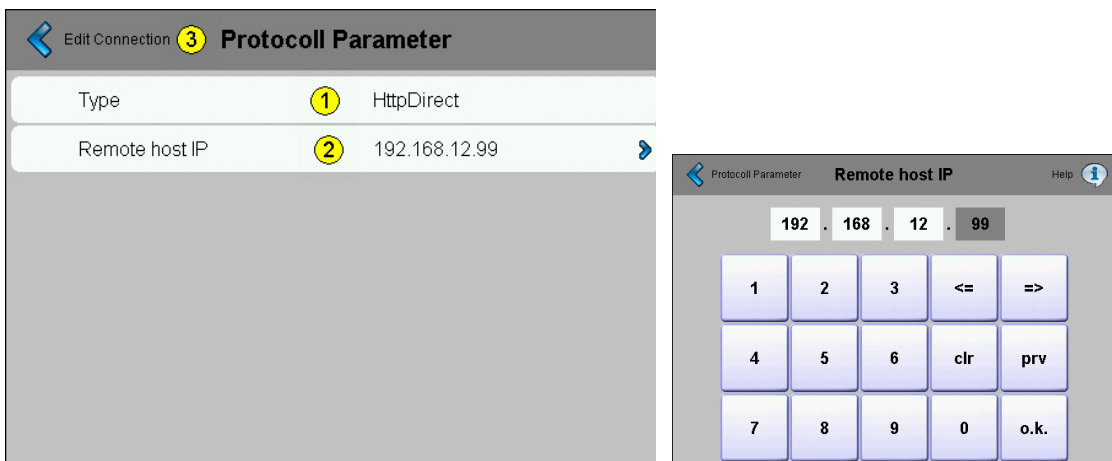 Edit Connection 3 Protocoll Parameter
Type 1 HttpDirect
Remote host IP 2 192.168.12.99
Protocoll Parameter Remote host IP Help
192 . 168 . 12 . 99
1 2 3 <= =>
4 5 6 clr prv
7 8 9 0 o.k.